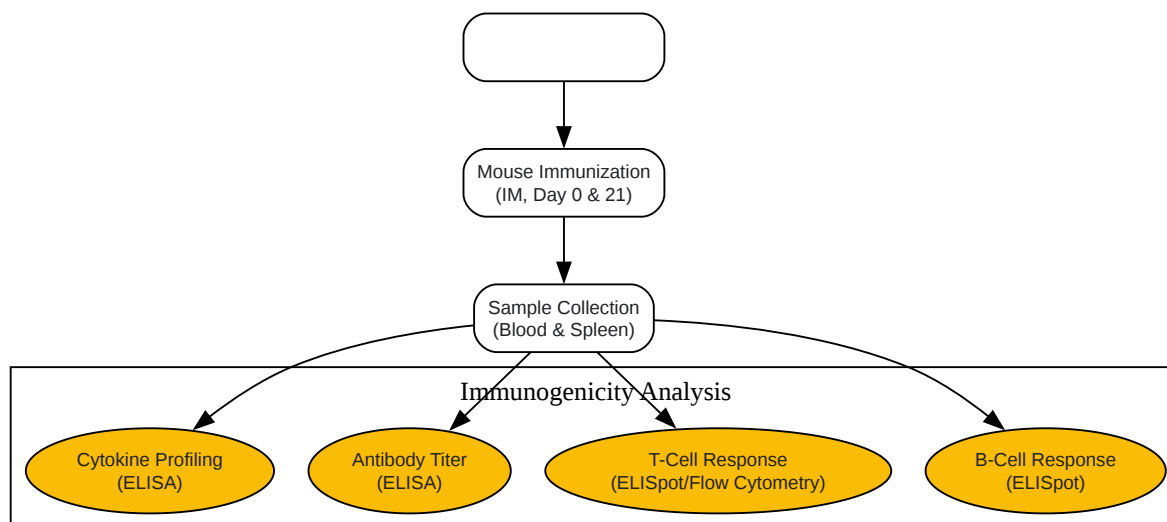 Mouse Immunization
(IM, Day 0 & 21)
Sample Collection
(Blood & Spleen)
Immunogenicity Analysis
Cytokine Profiling
(ELISA)
Antibody Titer
(ELISA)
T-Cell Response
(ELISpot/Flow Cytometry)
B-Cell Response
(ELISpot)